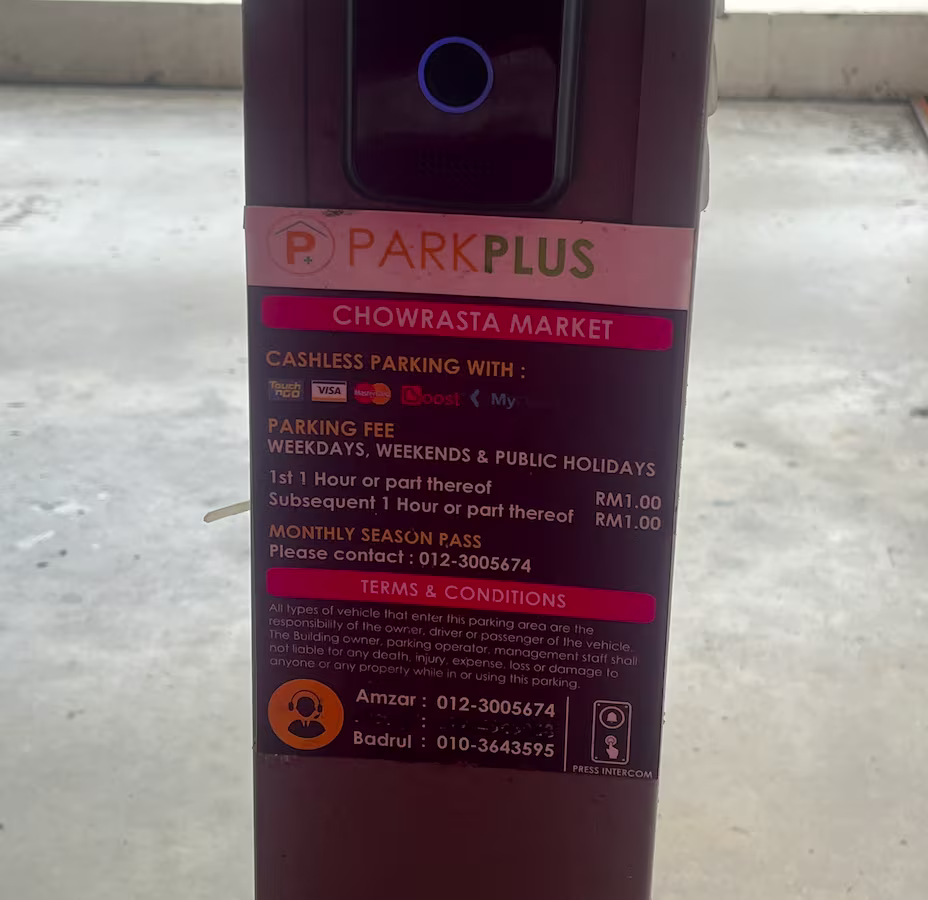 P+ PARKPLUS
CHOWRASTA MARKET
CASHLESS PARKING WITH :
Touch 'nGO VISA MasterCard Boost My
PARKING FEE
WEEKDAYS, WEEKENDS & PUBLIC HOLIDAYS
1st 1 Hour or part thereof RM1.00
Subsequent 1 Hour or part thereof RM1.00
MONTHLY SEASON PASS
Please contact : 012-3005674
TERMS & CONDITIONS
All types of vehicle that enter this parking area are the
responsibility of the owner, driver or passenger of the vehicle.
The Building owner, parking operator, management staff shall
not liable for any death, injury, expense, loss or damage to
anyone or any property while in or using this parking.
Amzar : 012-3005674
:
Badrul : 010-3643595
PRESS INTERCOM